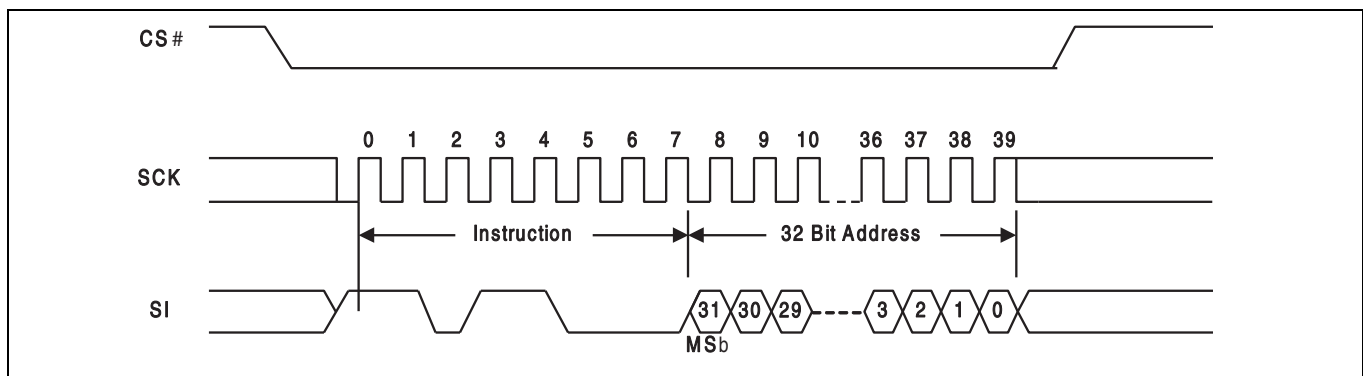 CS#
0 1 2 3 4 5 6 7 8 9 10 36 37 38 39
SCK
Instruction 32 Bit Address
SI 31 30 29 3 2 1 0
MSb